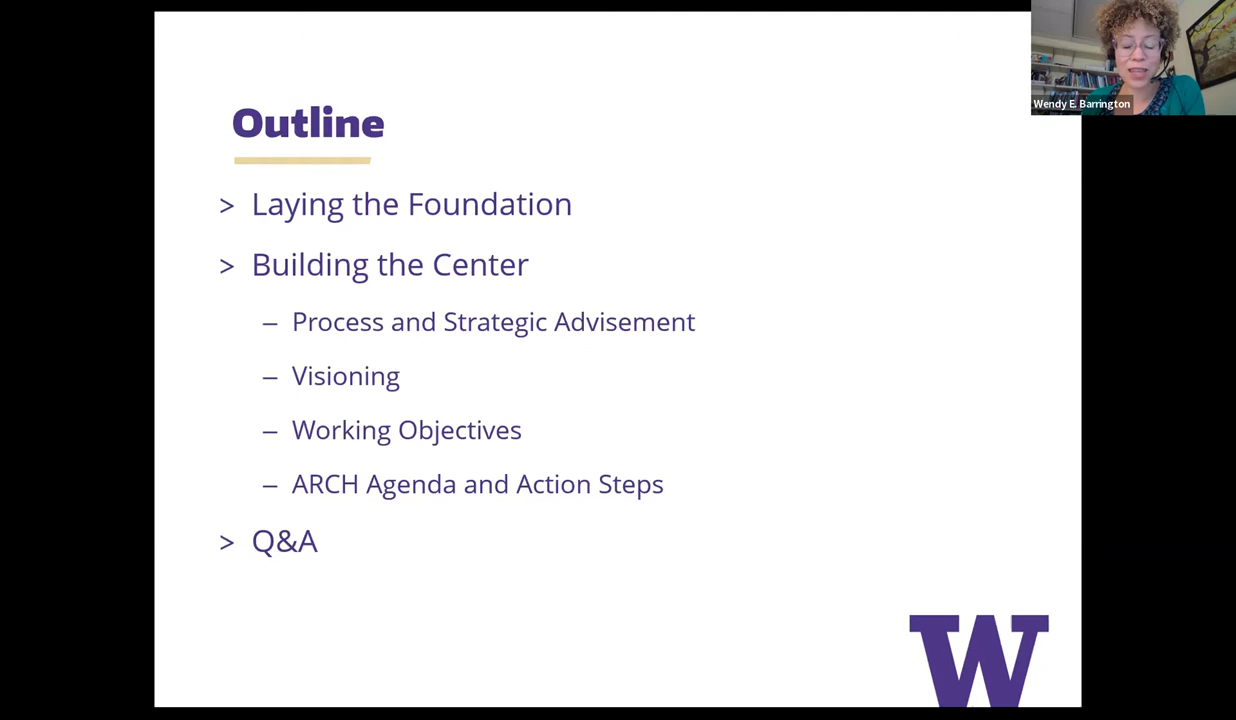 Wendy E. Barrington
Outline
> Laying the Foundation
> Building the Center
– Process and Strategic Advisement
– Visioning
– Working Objectives
– ARCH Agenda and Action Steps
> Q&A
W